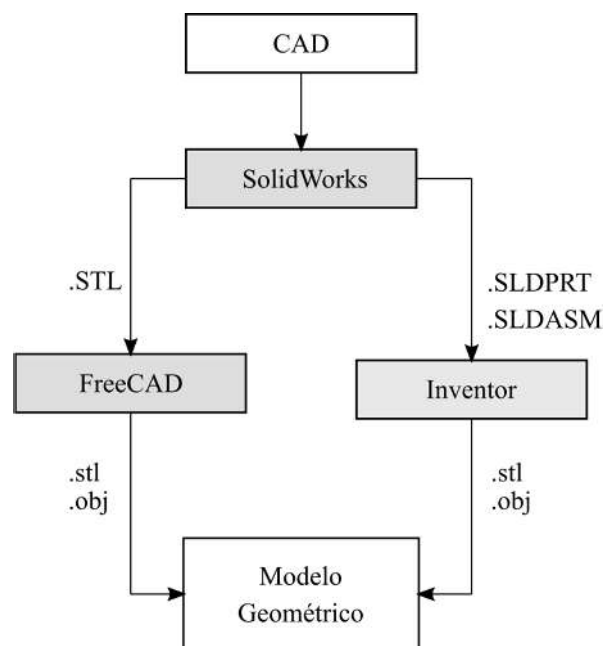 CAD
SolidWorks
.STL
.SLDPRT
.SLDASM
FreeCAD
Inventor
.stl
.obj
.stl
.obj
Modelo
Geométrico